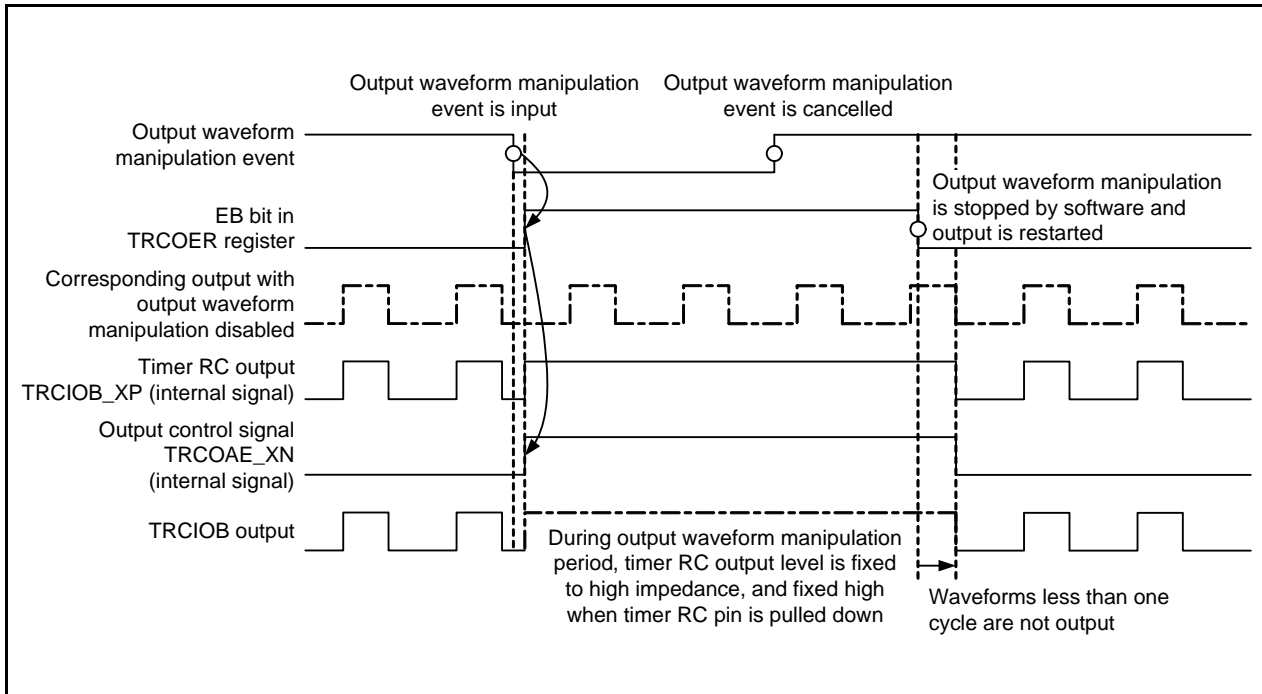 Output waveform manipulation
event is input
Output waveform manipulation
event is cancelled
Output waveform
manipulation event
Output waveform manipulation
is stopped by software and
output is restarted
EB bit in
TRCOER register
Corresponding output with
output waveform
manipulation disabled
Timer RC output
TRCIOB_XP (internal signal)
Output control signal
TRCOAE_XN
(internal signal)
TRCIOB output
During output waveform manipulation
period, timer RC output level is fixed
to high impedance, and fixed high
when timer RC pin is pulled down
Waveforms less than one
cycle are not output